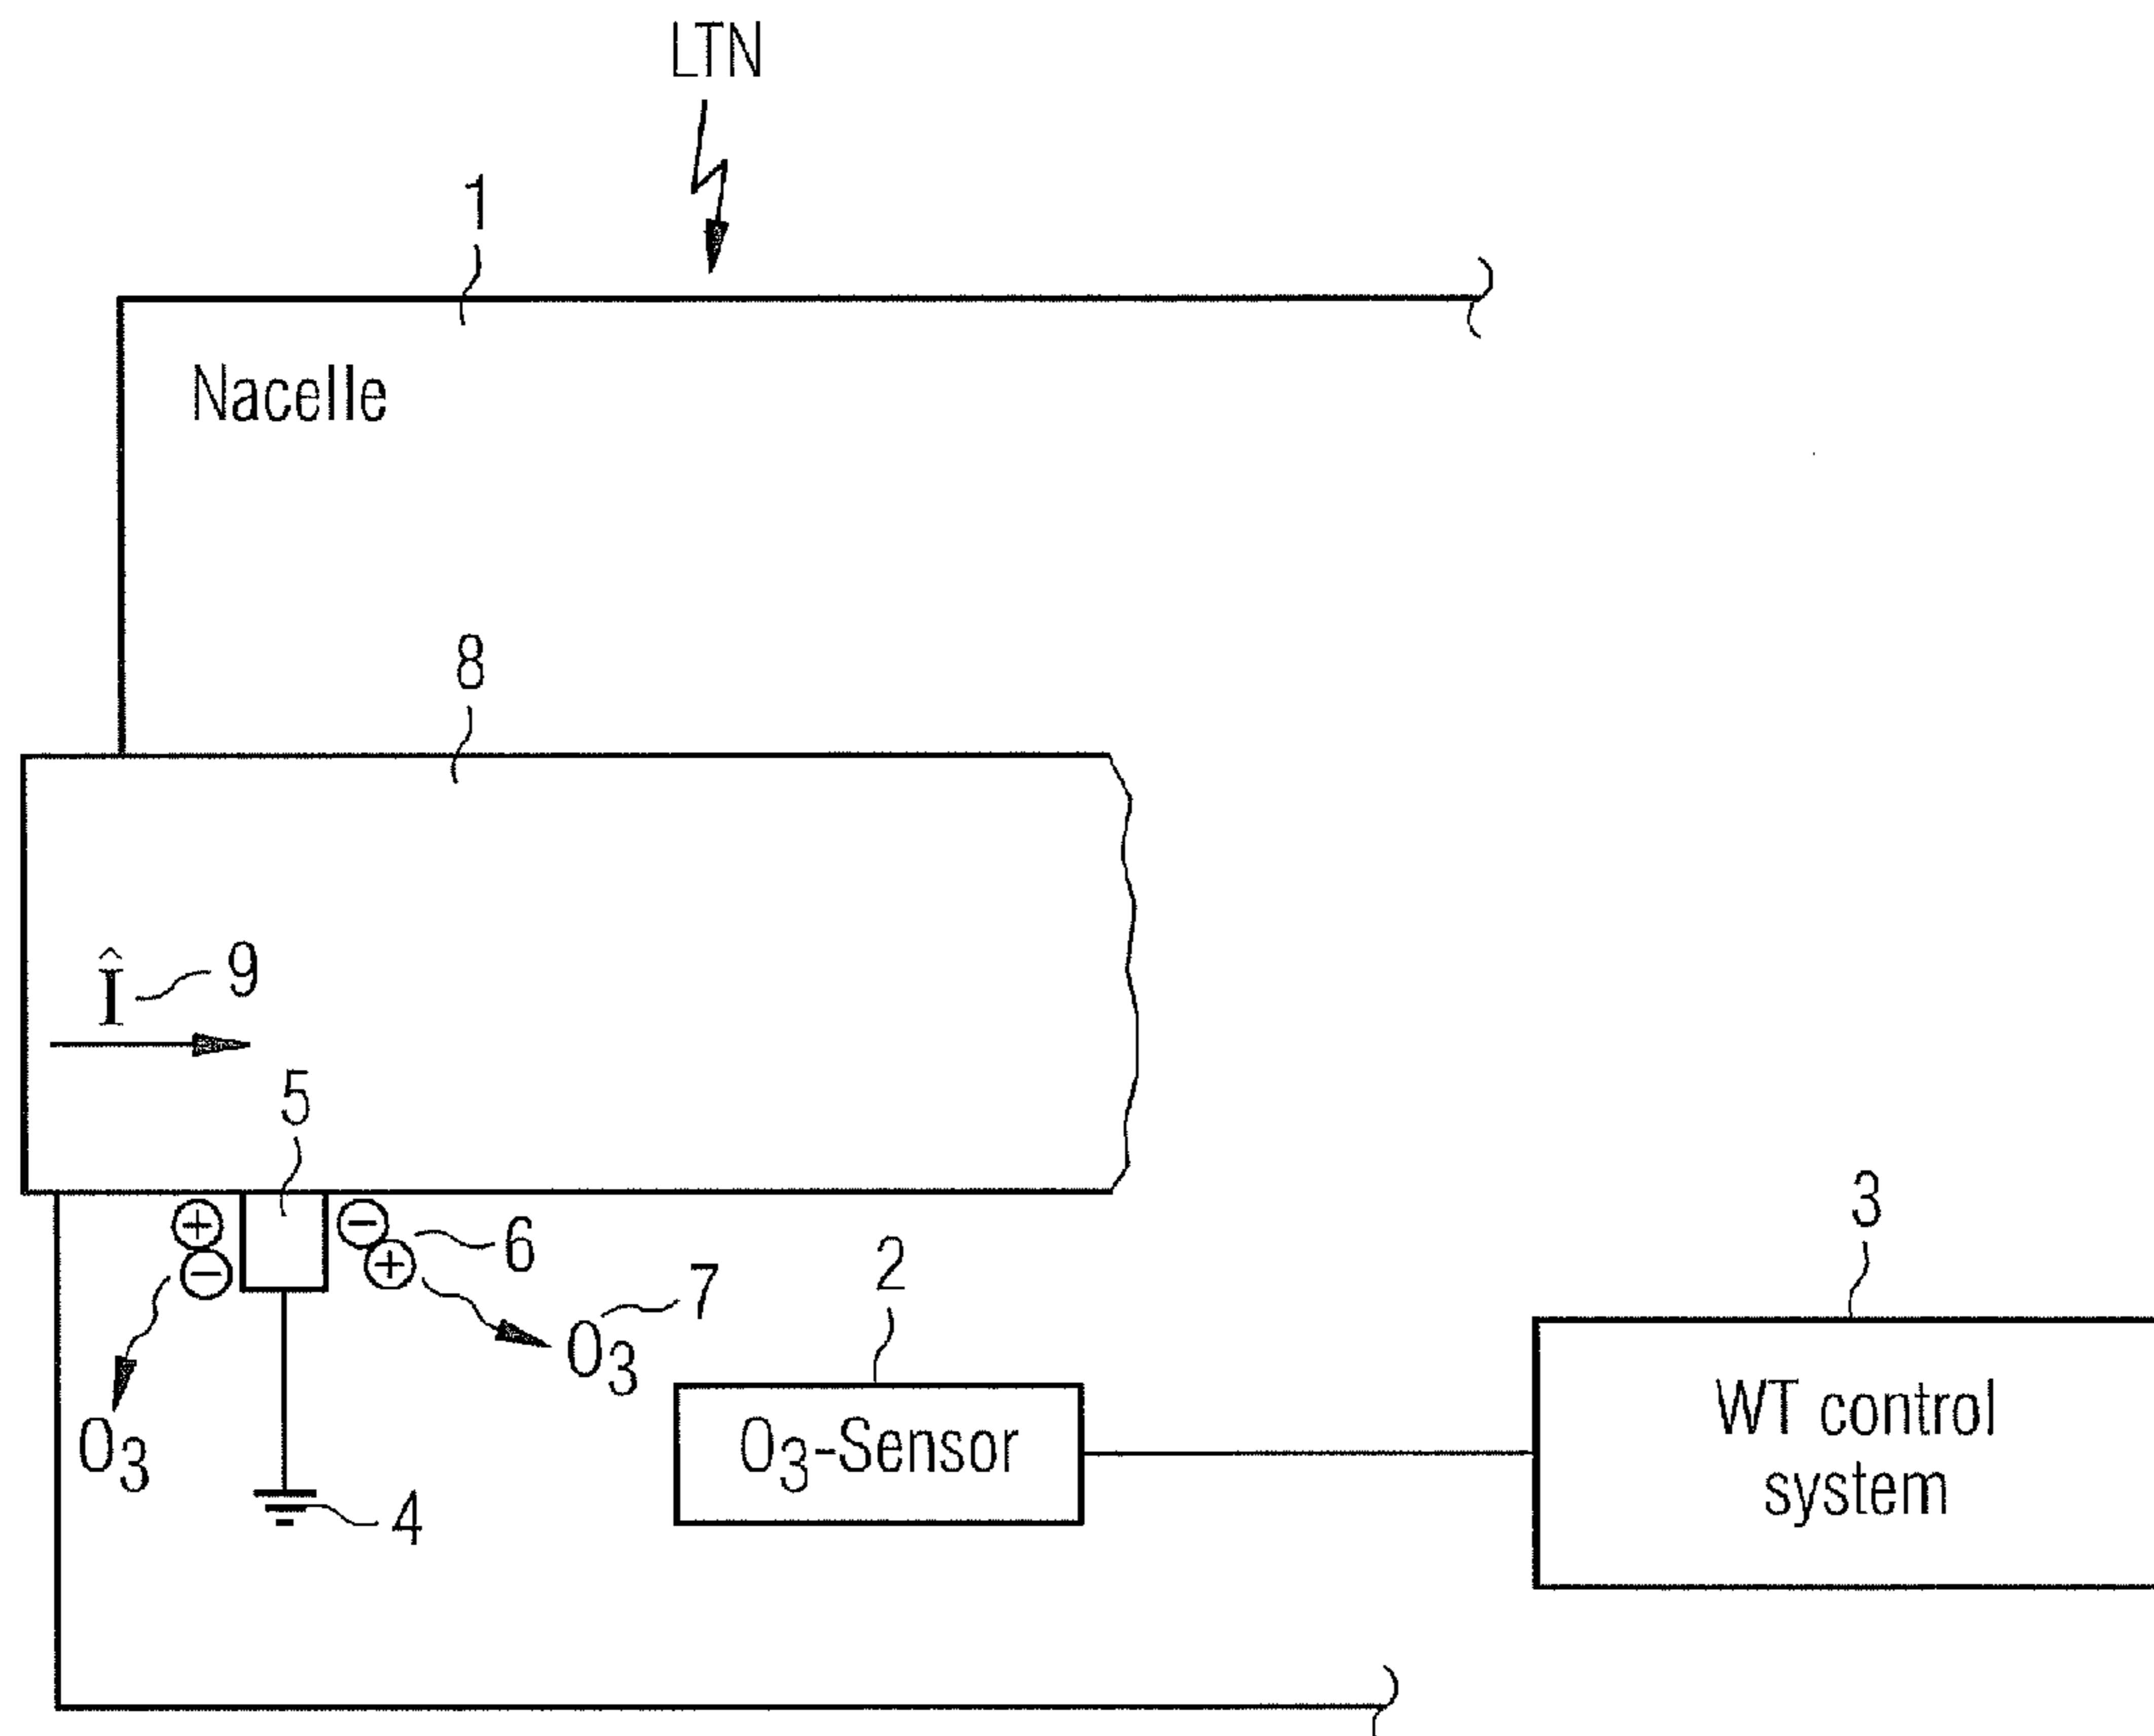 LTN
1
Nacelle
8
Î
9
5
6
7
2
3
O3
O3
O3-Sensor
WT control
system
4